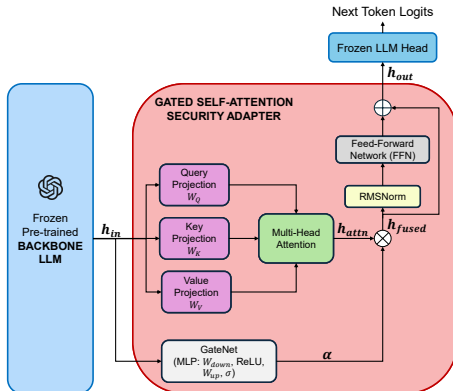 Next Token Logits
Frozen LLM Head
h_out
GATED SELF-ATTENTION
SECURITY ADAPTER
Feed-Forward
Network (FFN)
Query
Projection
W_Q
RMSNorm
Frozen
Pre-trained
BACKBONE
LLM
h_in
Key
Projection
W_K
Multi-Head
Attention
h_attn
h_fused
Value
Projection
W_V
GateNet
(MLP: W_down, ReLU,
W_up, σ)
α